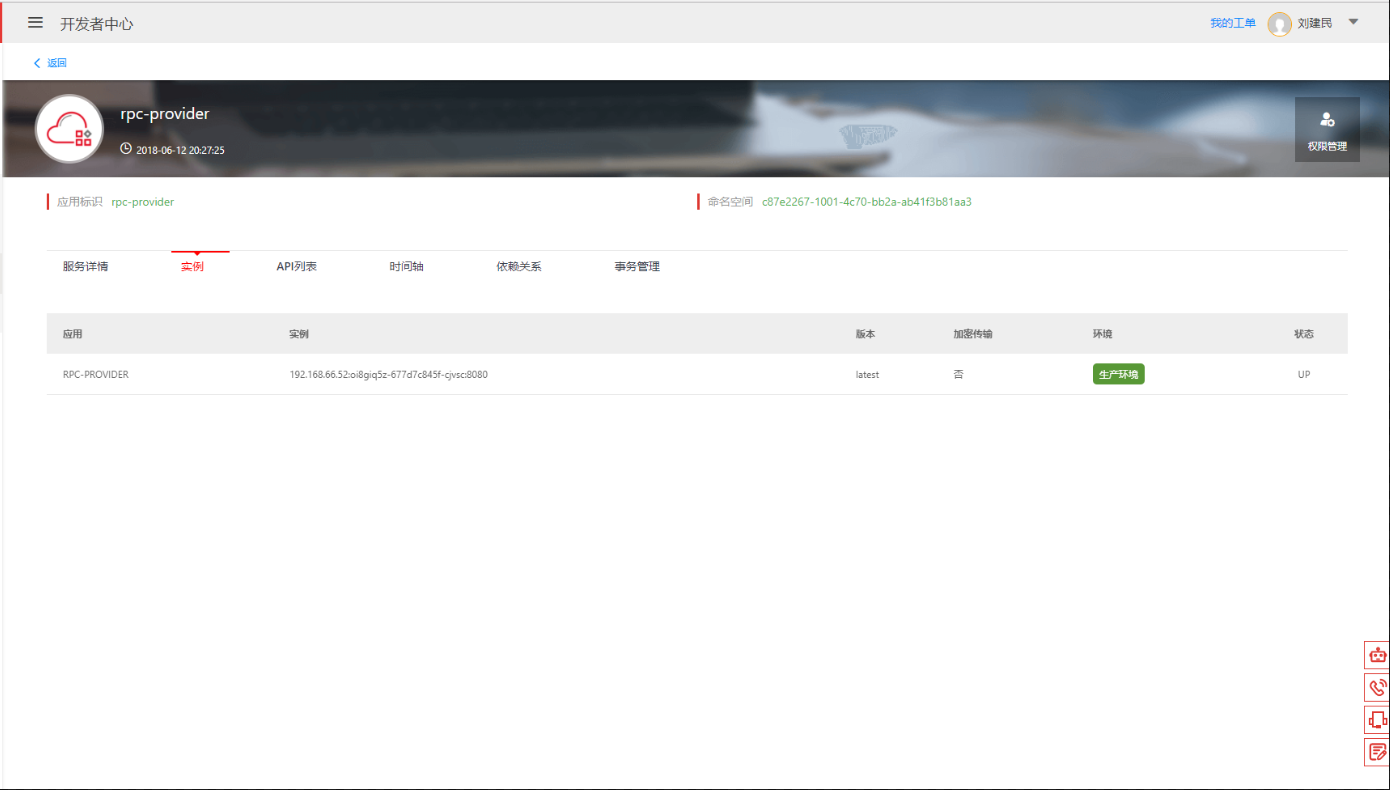 开发者中心
我的工单 刘建民
返回
rpc-provider
2018-06-12 20:27:25
权限管理
应用标识 rpc-provider
命名空间 c87e2267-1001-4c70-bb2a-ab41f3b81aa3
服务详情 实例 API列表 时间轴 依赖关系 事务管理
应用 实例 版本 加密传输 环境 状态
RPC-PROVIDER 192.168.66.52:oi8giq5z-677d7c845f-cjvsc:8080 latest 否 生产环境 UP